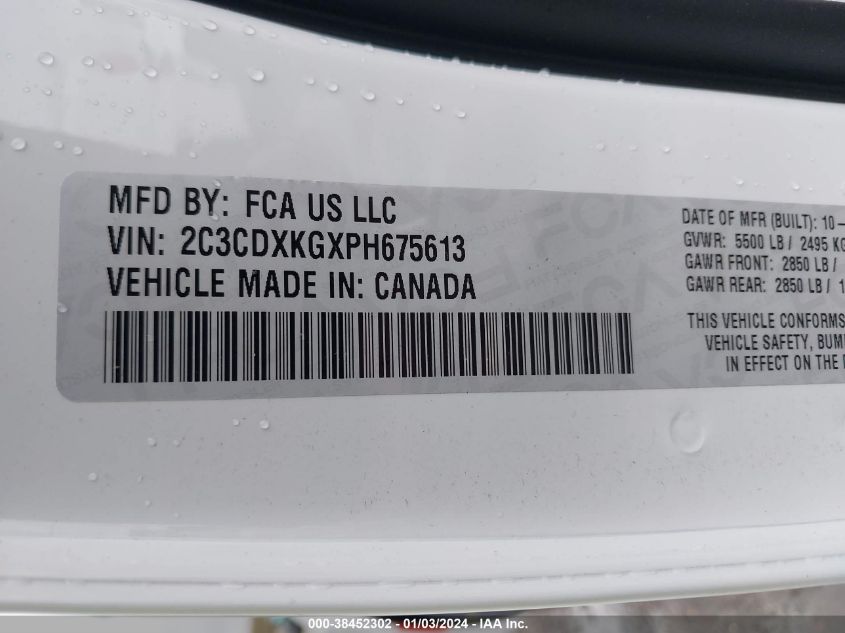 MFD BY: FCA US LLC
VIN: 2C3CDXKGXPH675613
VEHICLE MADE IN: CANADA
DATE OF MFR (BUILT): 10-
GVWR: 5500 LB / 2495 KG
GAWR FRONT: 2850 LB /
GAWR REAR: 2850 LB / 1
THIS VEHICLE CONFORMS
VEHICLE SAFETY, BUM
IN EFFECT ON THE
000-38452302 - 01/03/2024 - IAA Inc.